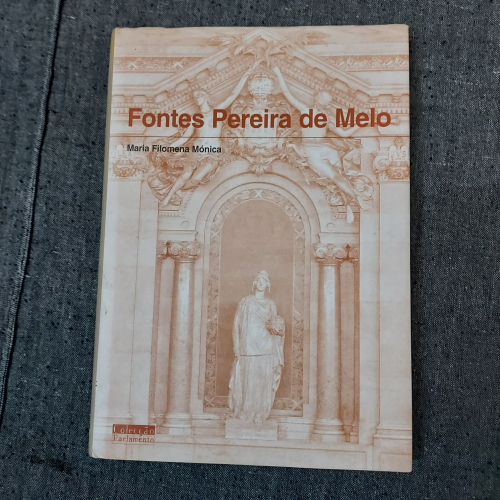 Fontes Pereira de Melo
Maria Filomena Mónica
Colecção
Parlamento